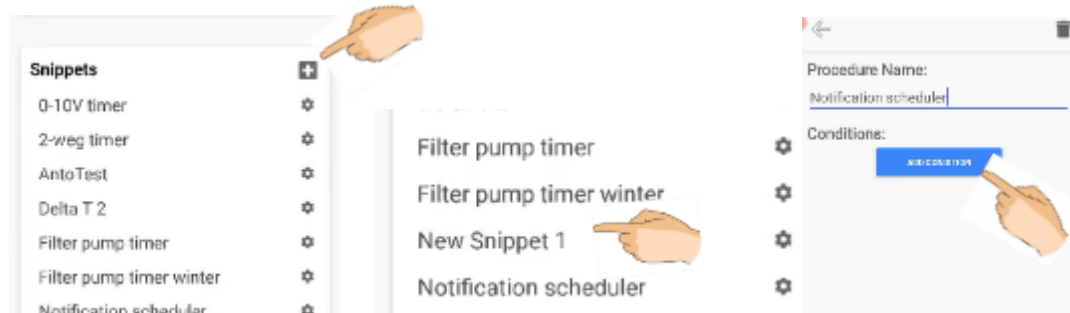 Snippets
0-10V timer
2-weg timer
AntoTest
Delta T 2
Filter pump timer
Filter pump timer winter
Notification scheduler
Filter pump timer
Filter pump timer winter
New Snippet 1
Notification scheduler
Procedure Name:
Notification scheduler
Conditions:
ADD CONDITION